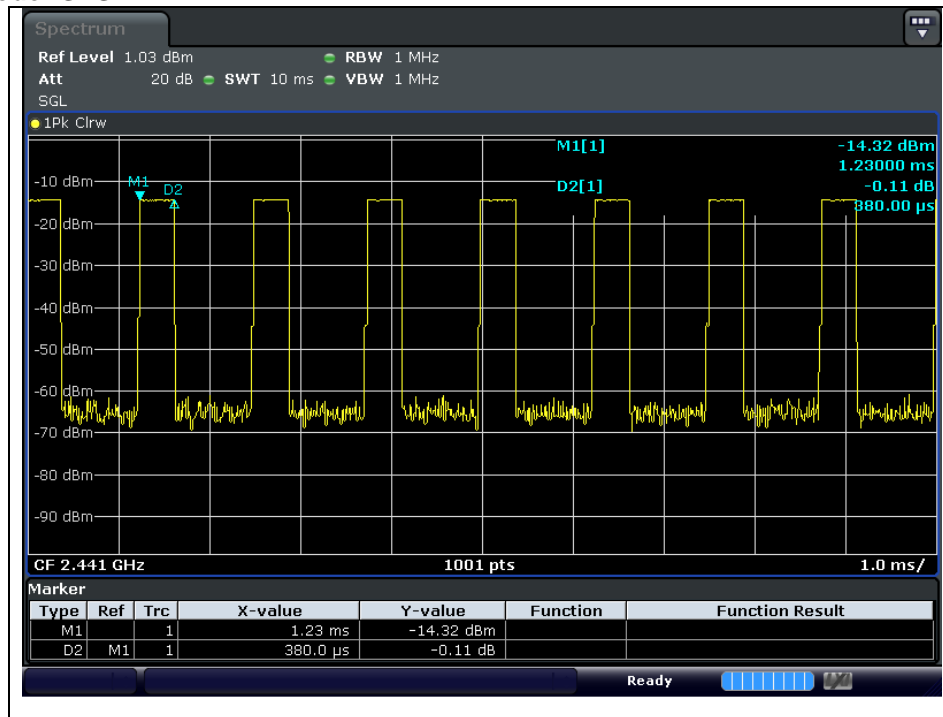 Spectrum
Ref Level 1.03 dBm RBW 1 MHz
Att 20 dB SWT 10 ms VBW 1 MHz
SGL
1Pk Clrw
M1[1] -14.32 dBm
1.23000 ms
D2[1] -0.11 dB
380.00 µs
M1
D2
-10 dBm
-20 dBm
-30 dBm
-40 dBm
-50 dBm
-60 dBm
-70 dBm
-80 dBm
-90 dBm
CF 2.441 GHz 1001 pts 1.0 ms/
Marker
Type Ref Trc X-value Y-value Function Function Result
M1 1 1.23 ms -14.32 dBm
D2 M1 1 380.0 µs -0.11 dB
Ready